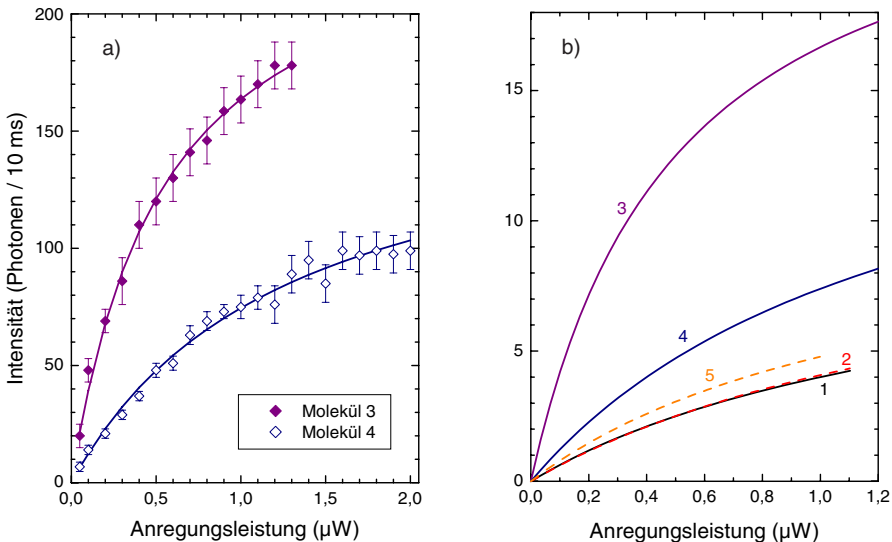 a)
Intensität (Photonen / 10 ms)
200
150
100
50
0
0,0 0,5 1,0 1,5 2,0
Anregungsleistung (µW)
Molekül 3
Molekül 4
b)
15
10
5
0
0,0 0,2 0,4 0,6 0,8 1,0 1,2
Anregungsleistung (µW)
3
4
5
2
1